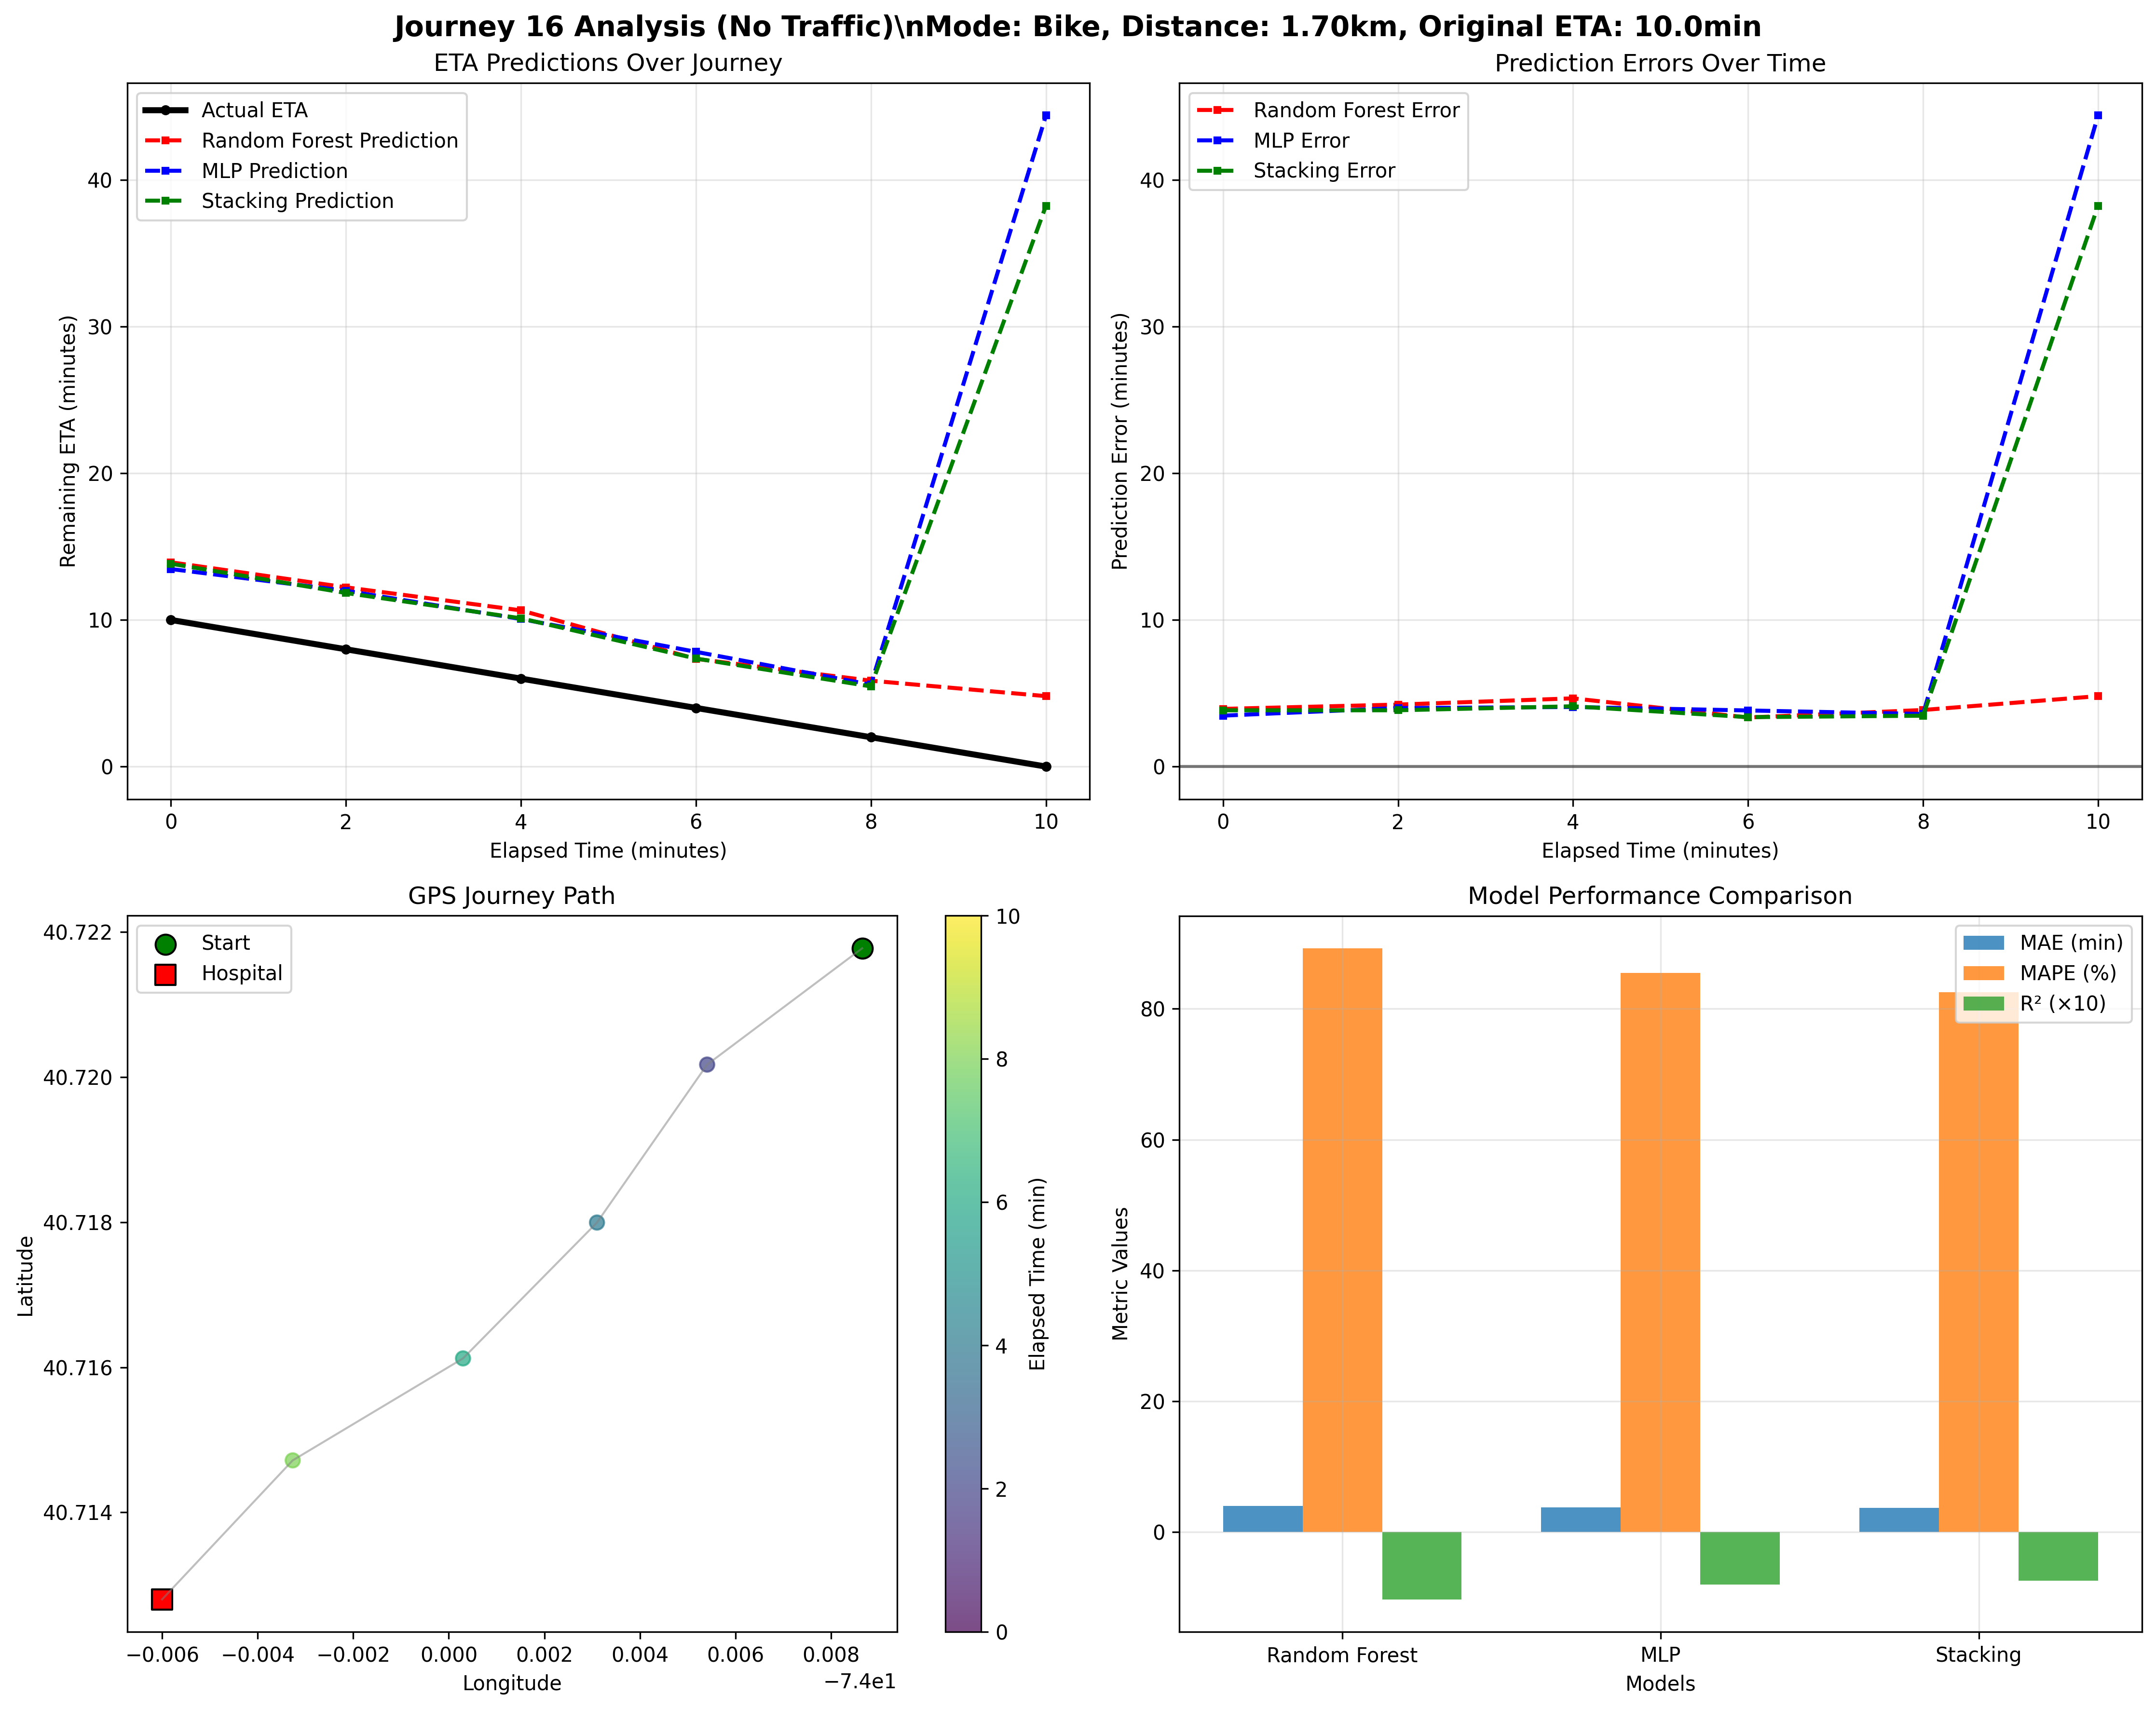 Journey 16 Analysis (No Traffic)\nMode: Bike, Distance: 1.70km, Original ETA: 10.0min
ETA Predictions Over Journey
Actual ETA
Random Forest Prediction
MLP Prediction
Stacking Prediction
Remaining ETA (minutes)
40
30
20
10
0
0 2 4 6 8 10
Elapsed Time (minutes)
Prediction Errors Over Time
Random Forest Error
MLP Error
Stacking Error
Prediction Error (minutes)
40
30
20
10
0
0 2 4 6 8 10
Elapsed Time (minutes)
GPS Journey Path
Start
Hospital
Latitude
40.722
40.720
40.718
40.716
40.714
−0.006 −0.004 −0.002 0.000 0.002 0.004 0.006 0.008
−7.4e1
Longitude
10
8
6
4
2
0
Elapsed Time (min)
Model Performance Comparison
MAE (min)
MAPE (%)
R² (×10)
Metric Values
80
60
40
20
0
Random Forest MLP Stacking
Models